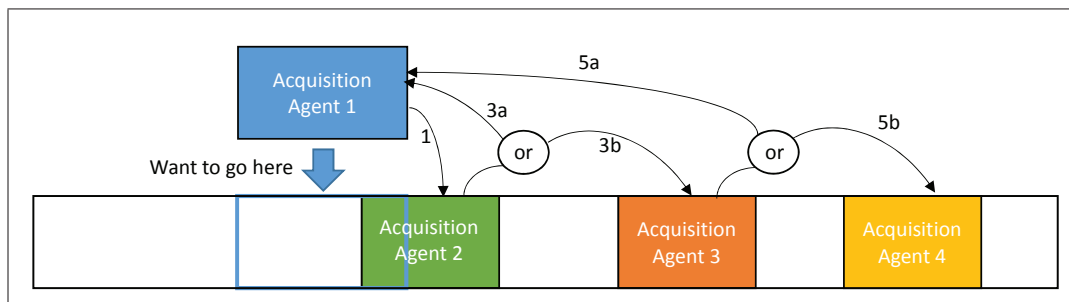 Acquisition
Agent 1
5a
3a
1
or
3b
or
5b
Want to go here
Acquisition
Agent 2
Acquisition
Agent 3
Acquisition
Agent 4